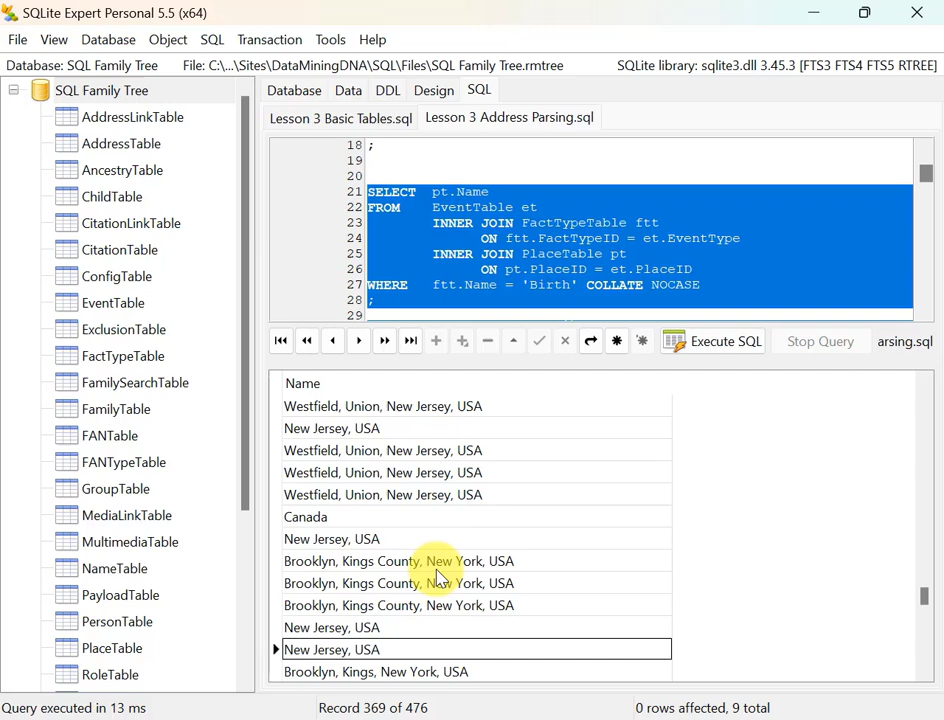 SQLite Expert Personal 5.5 (x64)
File View Database Object SQL Transaction Tools Help
Database: SQL Family Tree File: C:\...\Sites\DataMiningDNA\SQL\Files\SQL Family Tree.rmtree SQLite library: sqlite3.dll 3.45.3 [FTS3 FTS4 FTS5 RTREE]
SQL Family Tree
AddressLinkTable
AddressTable
AncestryTable
ChildTable
CitationLinkTable
CitationTable
ConfigTable
EventTable
ExclusionTable
FactTypeTable
FamilySearchTable
FamilyTable
FANTable
FANTypeTable
GroupTable
MediaLinkTable
MultimediaTable
NameTable
PayloadTable
PersonTable
PlaceTable
RoleTable
Database Data DDL Design SQL
Lesson 3 Basic Tables.sql Lesson 3 Address Parsing.sql
18 ;
19
20
21 SELECT pt.Name
22 FROM EventTable et
23 INNER JOIN FactTypeTable ftt
24 ON ftt.FactTypeID = et.EventType
25 INNER JOIN PlaceTable pt
26 ON pt.PlaceID = et.PlaceID
27 WHERE ftt.Name = 'Birth' COLLATE NOCASE
28 ;
29
Execute SQL Stop Query arsing.sql
Name
Westfield, Union, New Jersey, USA
New Jersey, USA
Westfield, Union, New Jersey, USA
Westfield, Union, New Jersey, USA
Westfield, Union, New Jersey, USA
Canada
New Jersey, USA
Brooklyn, Kings County, New York, USA
Brooklyn, Kings County, New York, USA
Brooklyn, Kings County, New York, USA
New Jersey, USA
New Jersey, USA
Brooklyn, Kings, New York, USA
Query executed in 13 ms Record 369 of 476 0 rows affected, 9 total